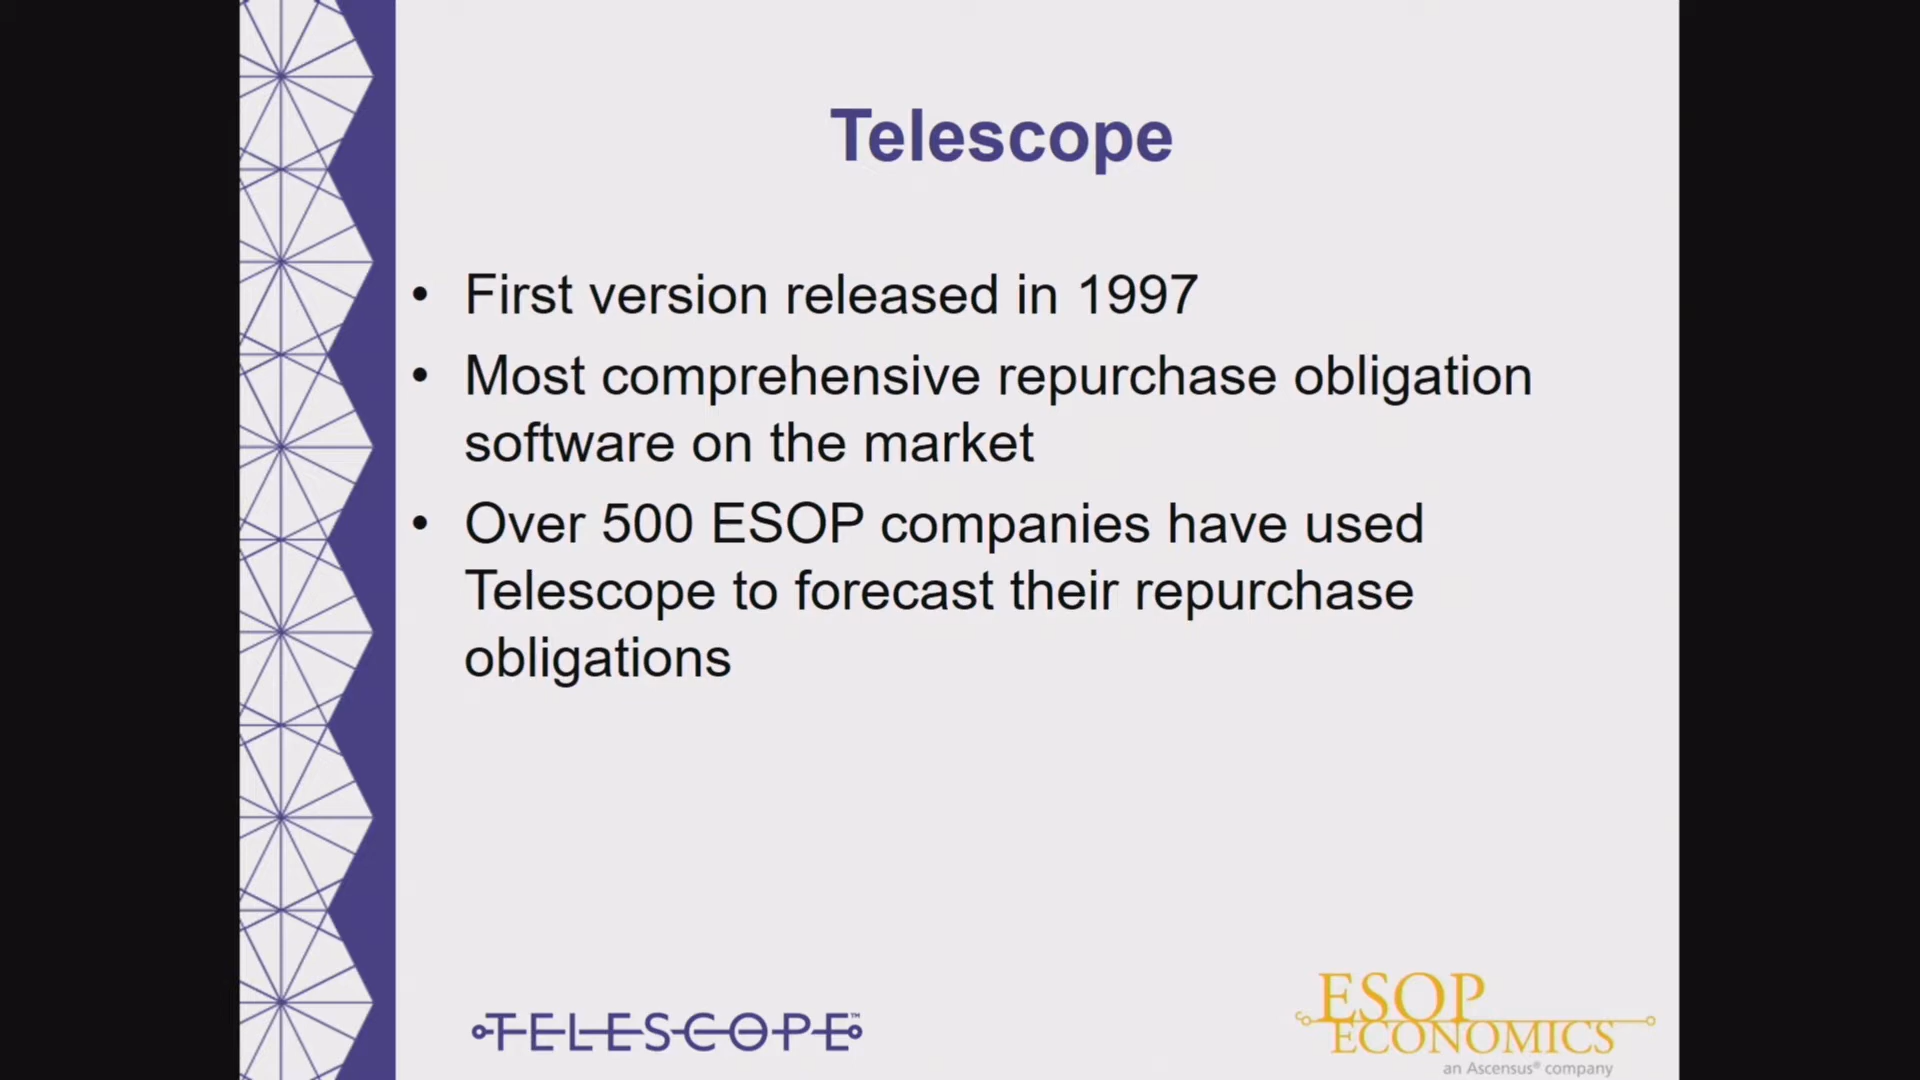 Telescope
• First version released in 1997
• Most comprehensive repurchase obligation
software on the market
• Over 500 ESOP companies have used
Telescope to forecast their repurchase
obligations
TELESCOPE™
ESOP
ECONOMICS
an Ascensus® company